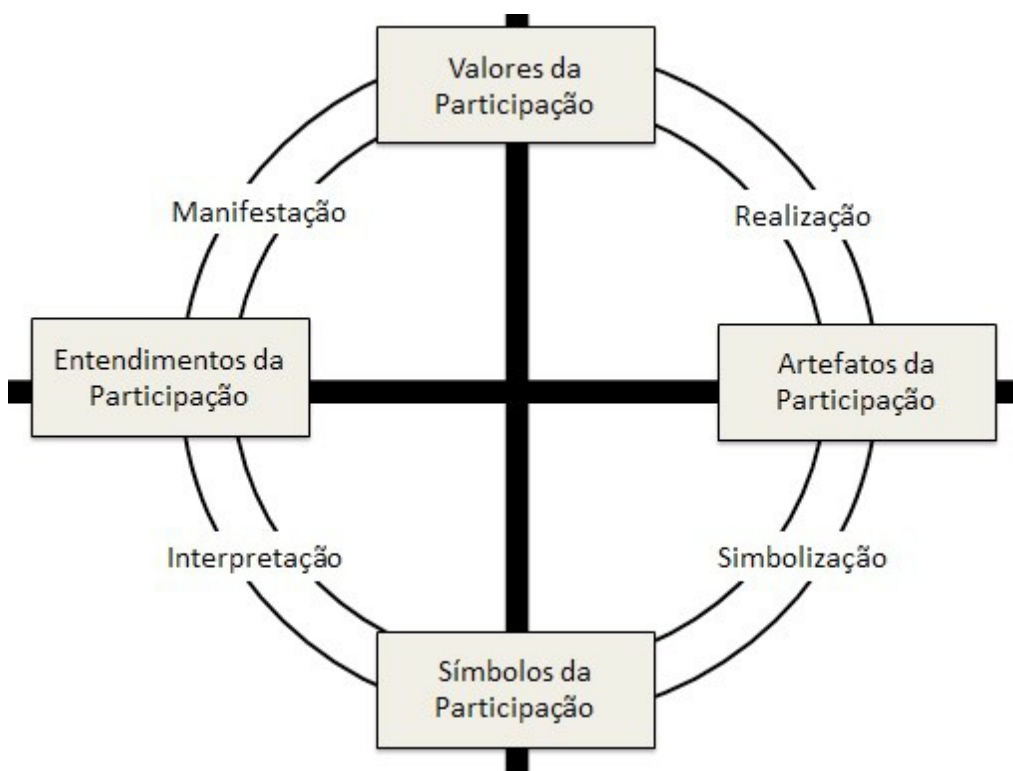 Valores da
Participação
Manifestação
Realização
Entendimentos da
Participação
Artefatos da
Participação
Interpretação
Simbolização
Símbolos da
Participação